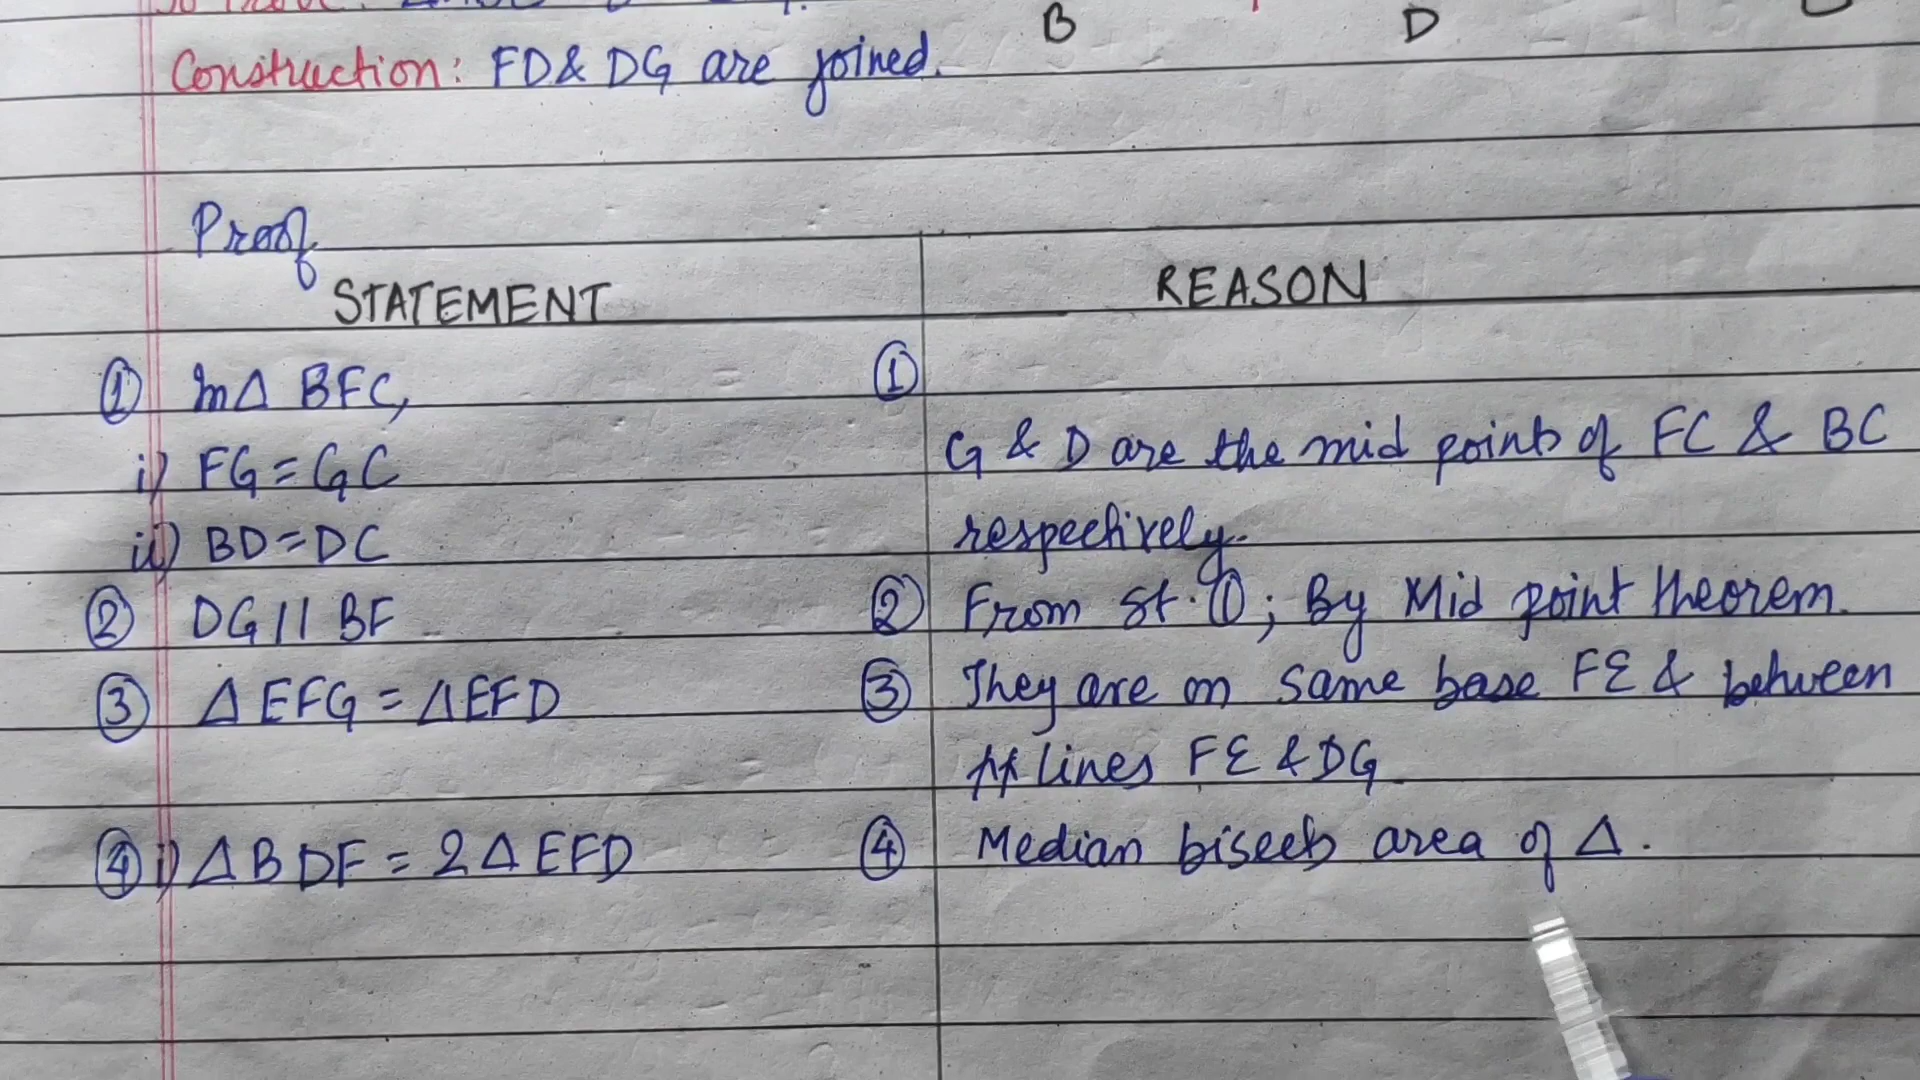 B D
Construction: FD & DG are joined.
Proof
STATEMENT REASON
① In Δ BFC, ①
i) FG = GC G & D are the mid points of FC & BC
ii) BD = DC respectively.
② DG || BF ② From St. ①; By Mid point theorem.
③ Δ EFG = Δ EFD ③ They are on same base FE & between
lines FE & DG
④ i) Δ BDF = 2 Δ EFD ④ Median bisects area of Δ.